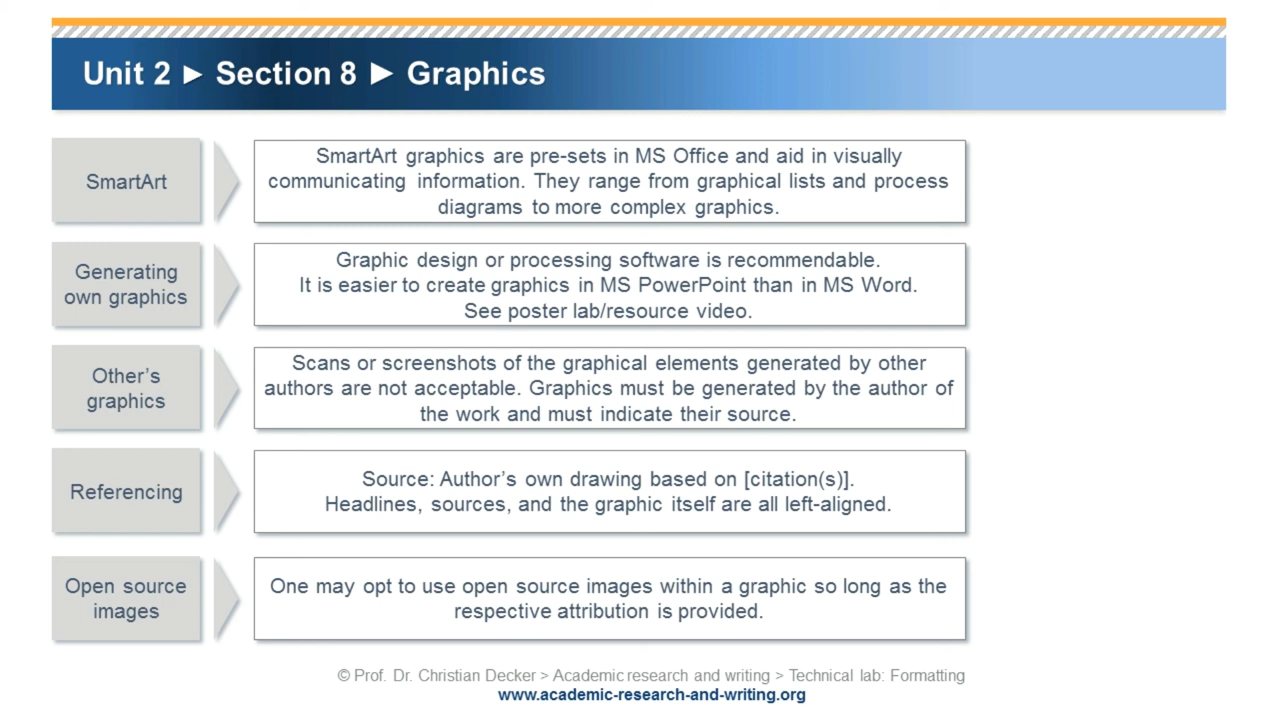 Unit 2 ► Section 8 ► Graphics
SmartArt
SmartArt graphics are pre-sets in MS Office and aid in visually
communicating information. They range from graphical lists and process
diagrams to more complex graphics.
Generating
own graphics
Graphic design or processing software is recommendable.
It is easier to create graphics in MS PowerPoint than in MS Word.
See poster lab/resource video.
Other’s
graphics
Scans or screenshots of the graphical elements generated by other
authors are not acceptable. Graphics must be generated by the author of
the work and must indicate their source.
Referencing
Source: Author’s own drawing based on [citation(s)].
Headlines, sources, and the graphic itself are all left-aligned.
Open source
images
One may opt to use open source images within a graphic so long as the
respective attribution is provided.
© Prof. Dr. Christian Decker > Academic research and writing > Technical lab: Formatting
www.academic-research-and-writing.org